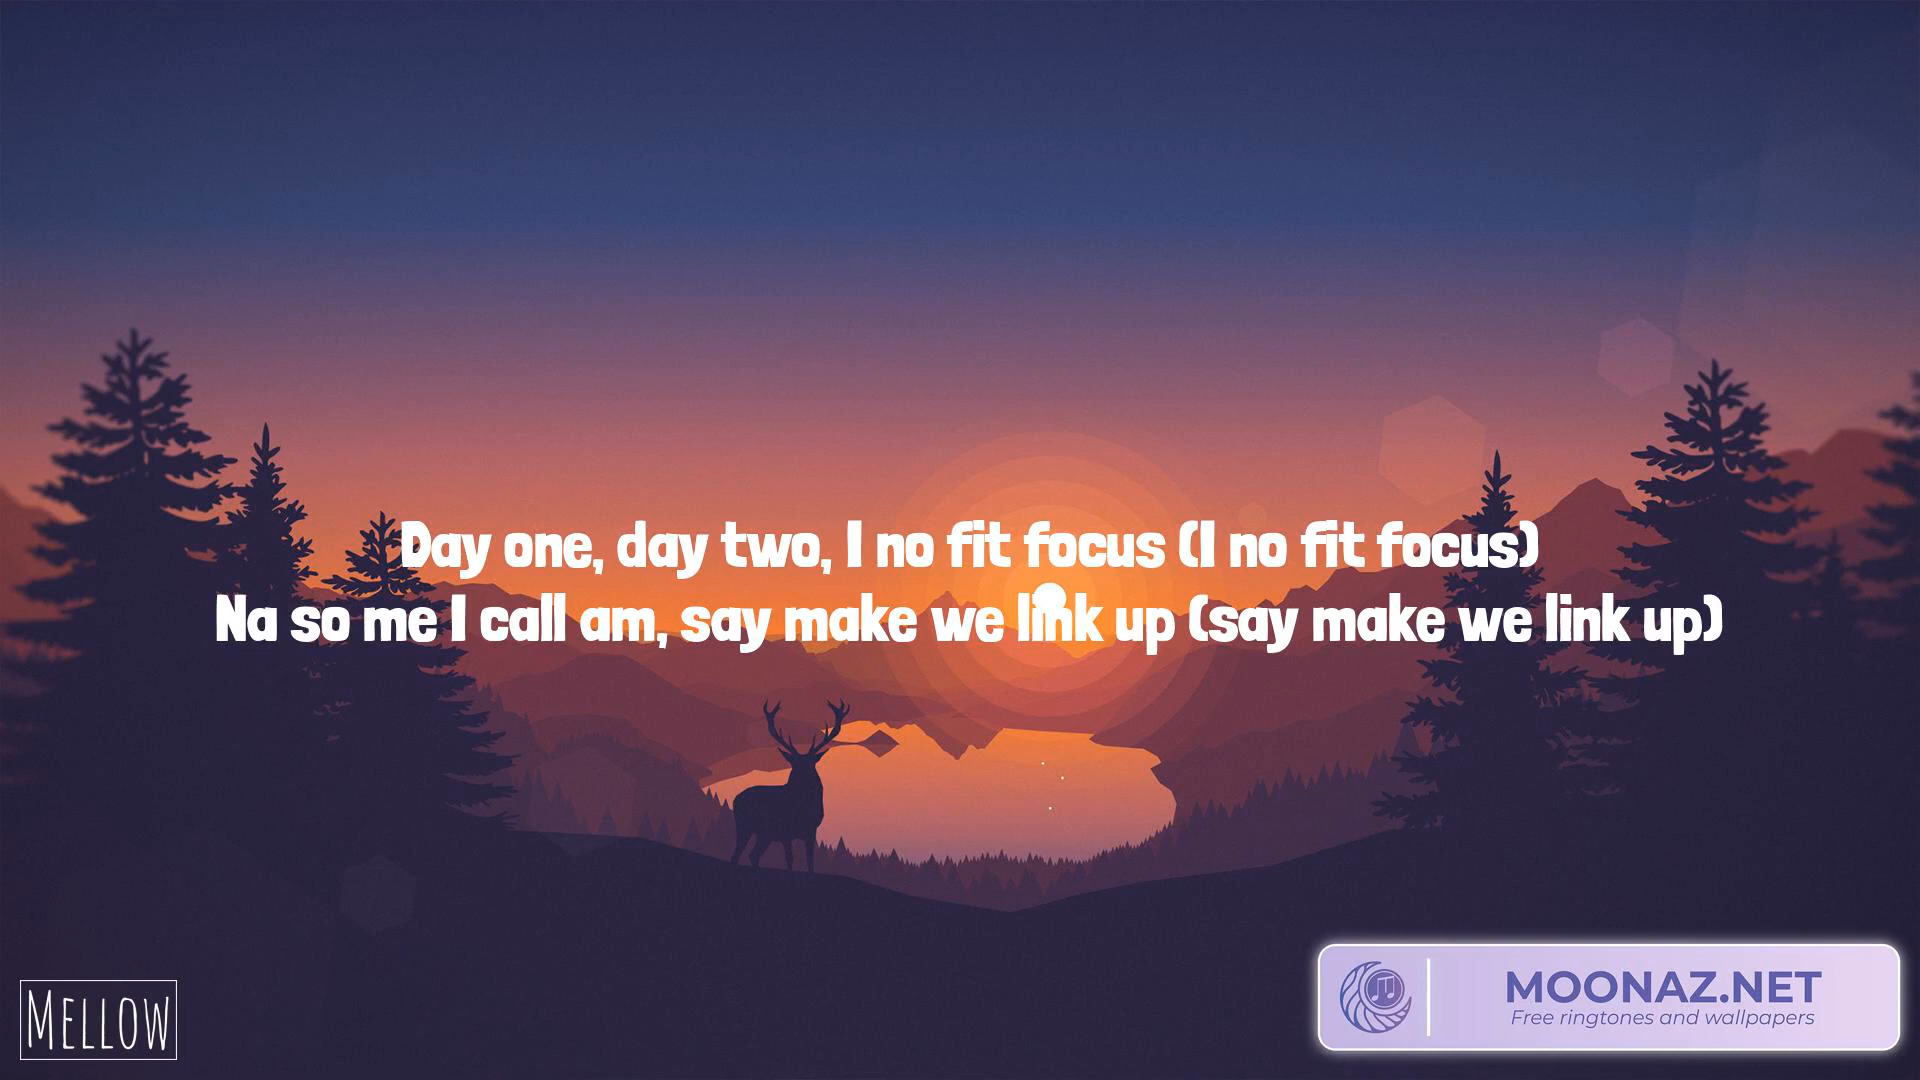 Day one, day two, I no fit focus (I no fit focus)
Na so me I call am, say make we link up (say make we link up)
MELLOW
MOONAZ.NET
Free ringtones and wallpapers